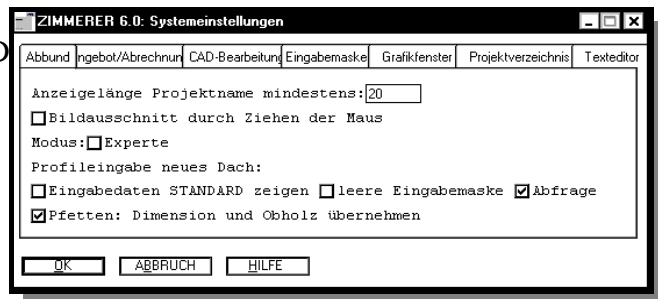 ZIMMERER 6.0: Systemeinstellungen
Abbund ngebot/Abrechnun CAD-Bearbeitung Eingabemaske Grafikfenster Projektverzeichnis Texteditor
Anzeigelänge Projektname mindestens: 20
Bildausschnitt durch Ziehen der Maus
Modus: Experte
Profileingabe neues Dach:
Eingabedaten STANDARD zeigen leere Eingabemaske Abfrage
Pfetten: Dimension und Obholz übernehmen
OK ABBRUCH HILFE